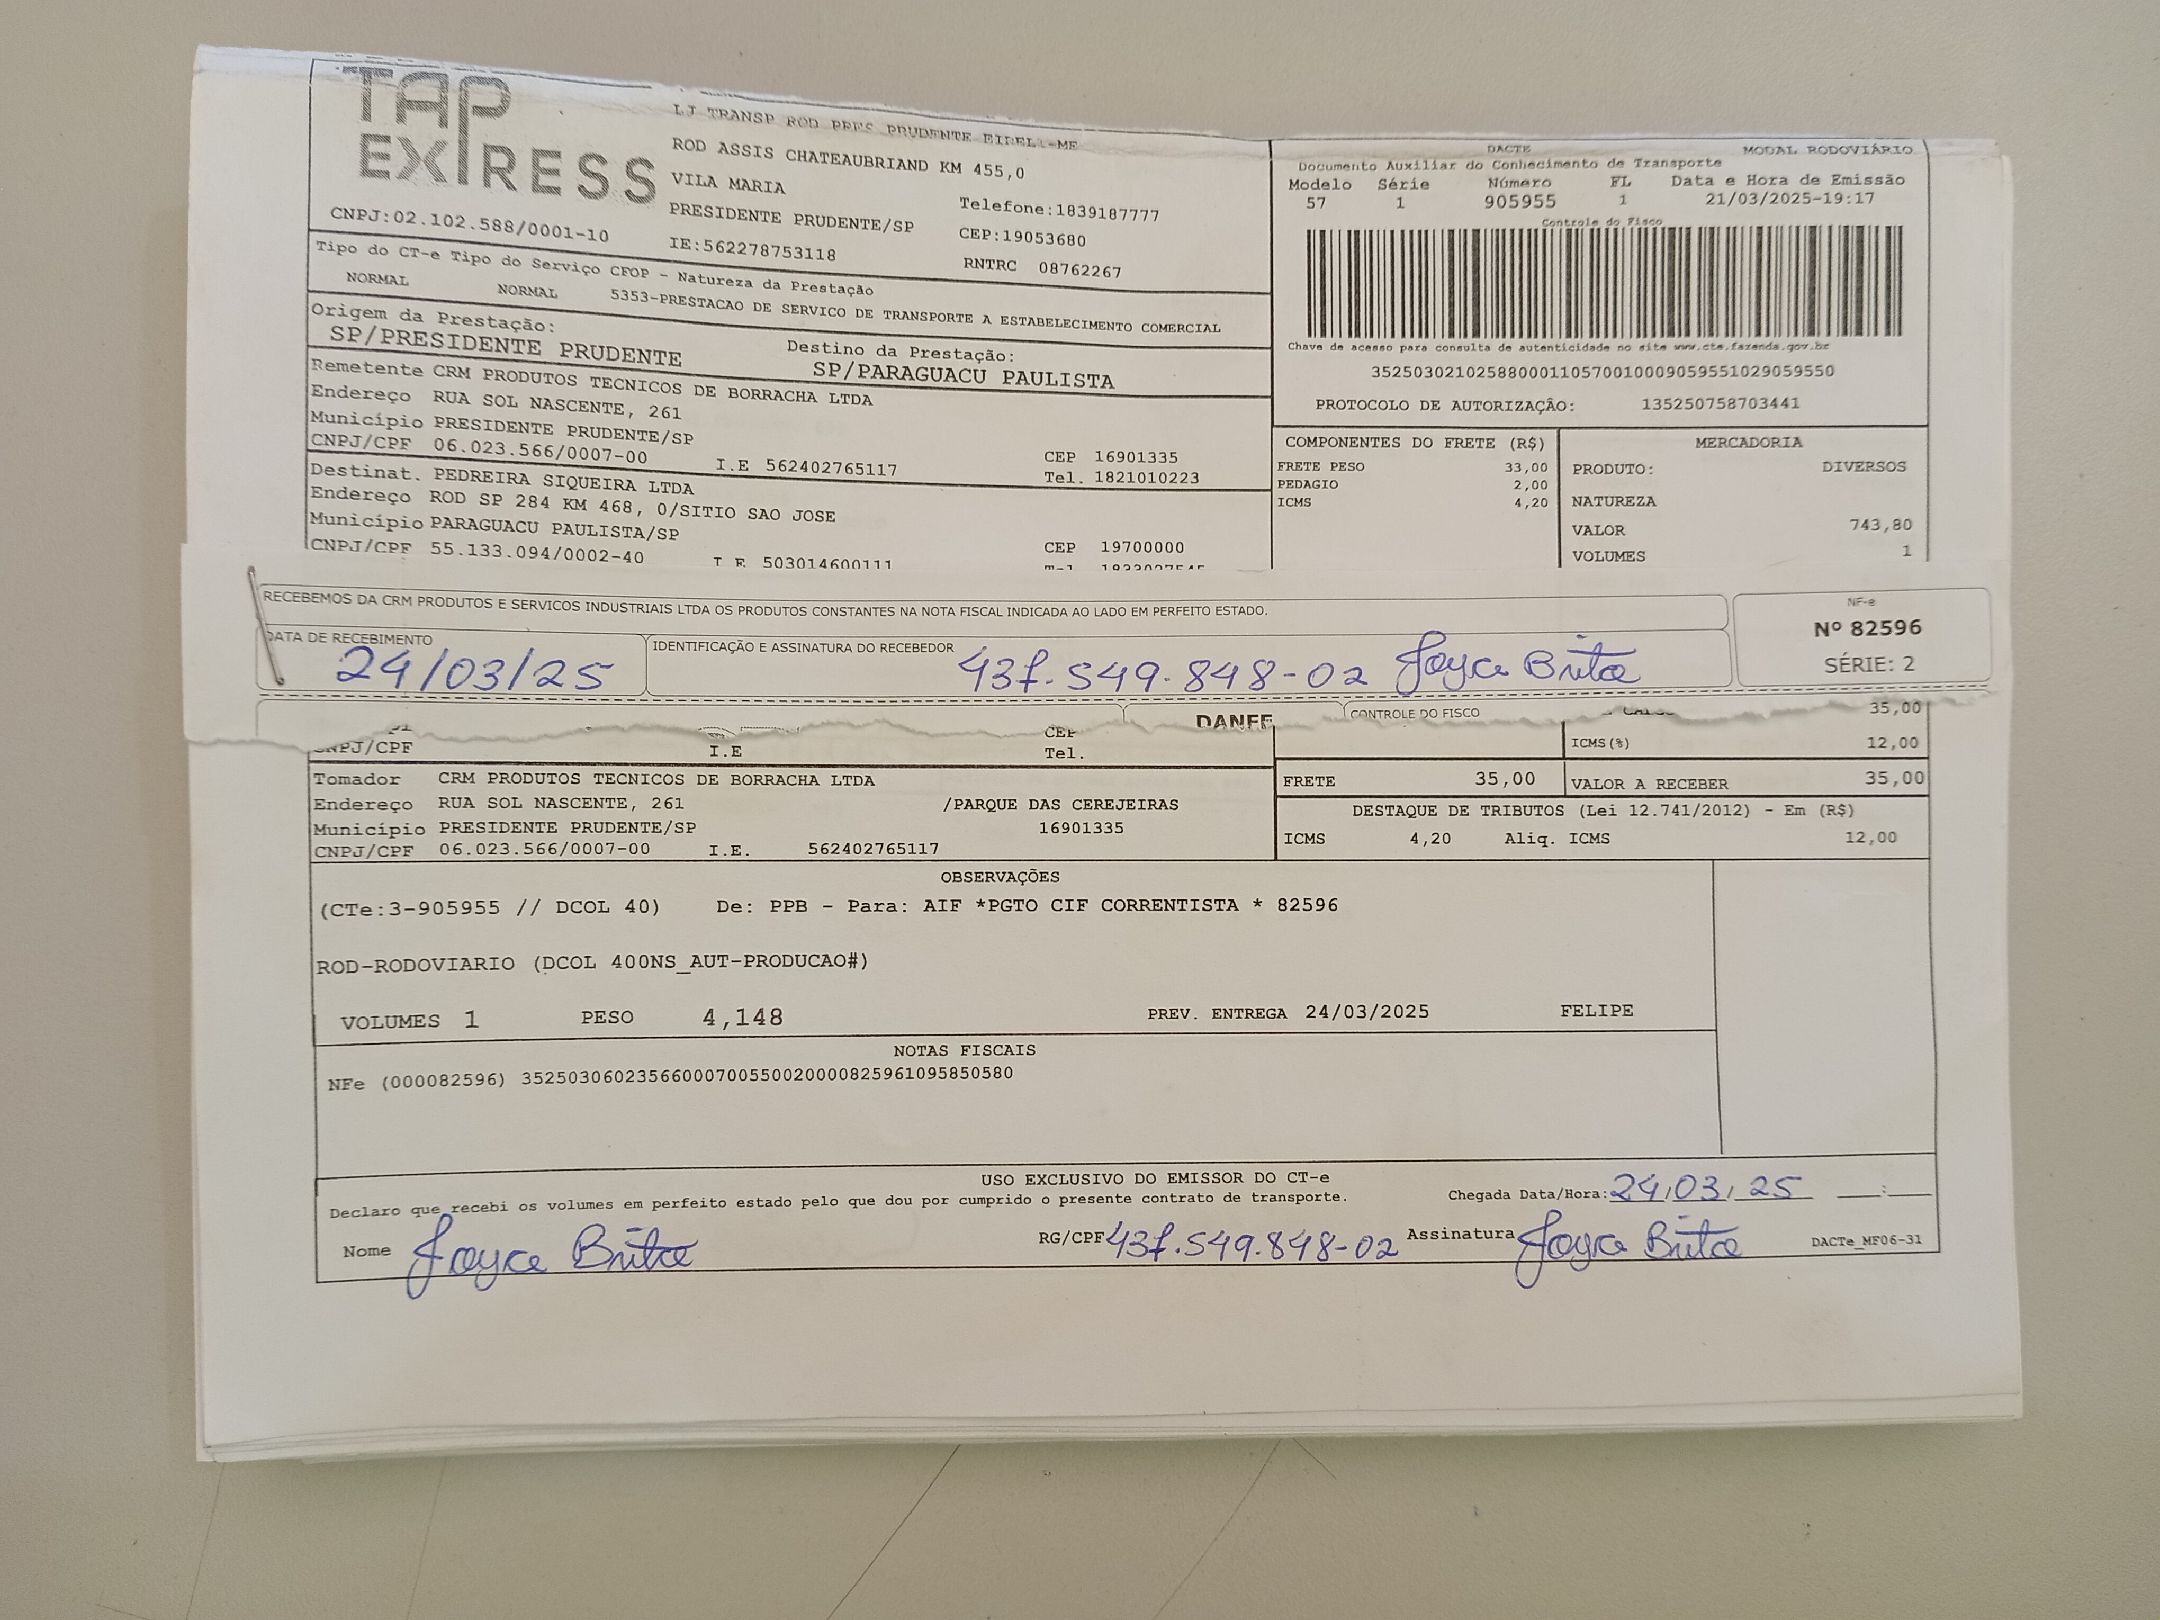 TAP
EXPRESS
LJ TRANSP ROD PRES PRUDENTE EIRELI-ME
ROD ASSIS CHATEAUBRIAND KM 455,0
VILA MARIA
PRESIDENTE PRUDENTE/SP
Telefone:1839187777
CEP:19053680
CNPJ:02.102.588/0001-10
IE:562278753118
RNTRC 08762267
Tipo do CT-e Tipo do Serviço CFOP - Natureza da Prestação
NORMAL NORMAL 5353-PRESTACAO DE SERVICO DE TRANSPORTE A ESTABELECIMENTO COMERCIAL
Origem da Prestação:
SP/PRESIDENTE PRUDENTE
Destino da Prestação:
SP/PARAGUACU PAULISTA
Remetente CRM PRODUTOS TECNICOS DE BORRACHA LTDA
Endereço RUA SOL NASCENTE, 261
Município PRESIDENTE PRUDENTE/SP
CEP 16901335
CNPJ/CPF 06.023.566/0007-00 I.E 562402765117
Tel. 1821010223
Destinat. PEDREIRA SIQUEIRA LTDA
Endereço ROD SP 284 KM 468, 0/SITIO SAO JOSE
Município PARAGUACU PAULISTA/SP
CEP 19700000
CNPJ/CPF 55.133.094/0002-40 I E 503014600111
DACTE MODAL RODOVIÁRIO
Documento Auxiliar do Conhecimento de Transporte
Modelo Série Número FL Data e Hora de Emissão
57 1 905955 1 21/03/2025-19:17
Controle do Fisco
Chave de acesso para consulta de autenticidade no site www.cte.fazenda.gov.br
35250302102588000110570010009059551029059550
PROTOCOLO DE AUTORIZAÇÃO: 135250758703441
COMPONENTES DO FRETE (R$)
FRETE PESO 33,00
PEDAGIO 2,00
ICMS 4,20
MERCADORIA
PRODUTO: DIVERSOS
NATUREZA
VALOR 743,80
VOLUMES 1
RECEBEMOS DA CRM PRODUTOS E SERVICOS INDUSTRIAIS LTDA OS PRODUTOS CONSTANTES NA NOTA FISCAL INDICADA AO LADO EM PERFEITO ESTADO.
DATA DE RECEBIMENTO
24/03/25
IDENTIFICAÇÃO E ASSINATURA DO RECEBEDOR
437.549.848-02 Joyce Brito
NF-e
Nº 82596
SÉRIE: 2
DANFE
CONTROLE DO FISCO
35,00
CEP
CNPJ/CPF I.E Tel.
ICMS(%) 12,00
Tomador CRM PRODUTOS TECNICOS DE BORRACHA LTDA
Endereço RUA SOL NASCENTE, 261 /PARQUE DAS CEREJEIRAS
Município PRESIDENTE PRUDENTE/SP 16901335
CNPJ/CPF 06.023.566/0007-00 I.E. 562402765117
FRETE 35,00 VALOR A RECEBER 35,00
DESTAQUE DE TRIBUTOS (Lei 12.741/2012) - Em (R$)
ICMS 4,20 Aliq. ICMS 12,00
OBSERVAÇÕES
(CTe:3-905955 // DCOL 40) De: PPB - Para: AIF *PGTO CIF CORRENTISTA * 82596
ROD-RODOVIARIO (DCOL 400NS_AUT-PRODUCAO#)
VOLUMES 1 PESO 4,148 PREV. ENTREGA 24/03/2025 FELIPE
NOTAS FISCAIS
NFe (000082596) 35250306023566000700550020000825961095850580
USO EXCLUSIVO DO EMISSOR DO CT-e
Declaro que recebi os volumes em perfeito estado pelo que dou por cumprido o presente contrato de transporte.
Chegada Data/Hora: 24/03/25 __:__
Nome Joyce Brito RG/CPF 437.549.848-02 Assinatura Joyce Brito
DACTe_MF06-31